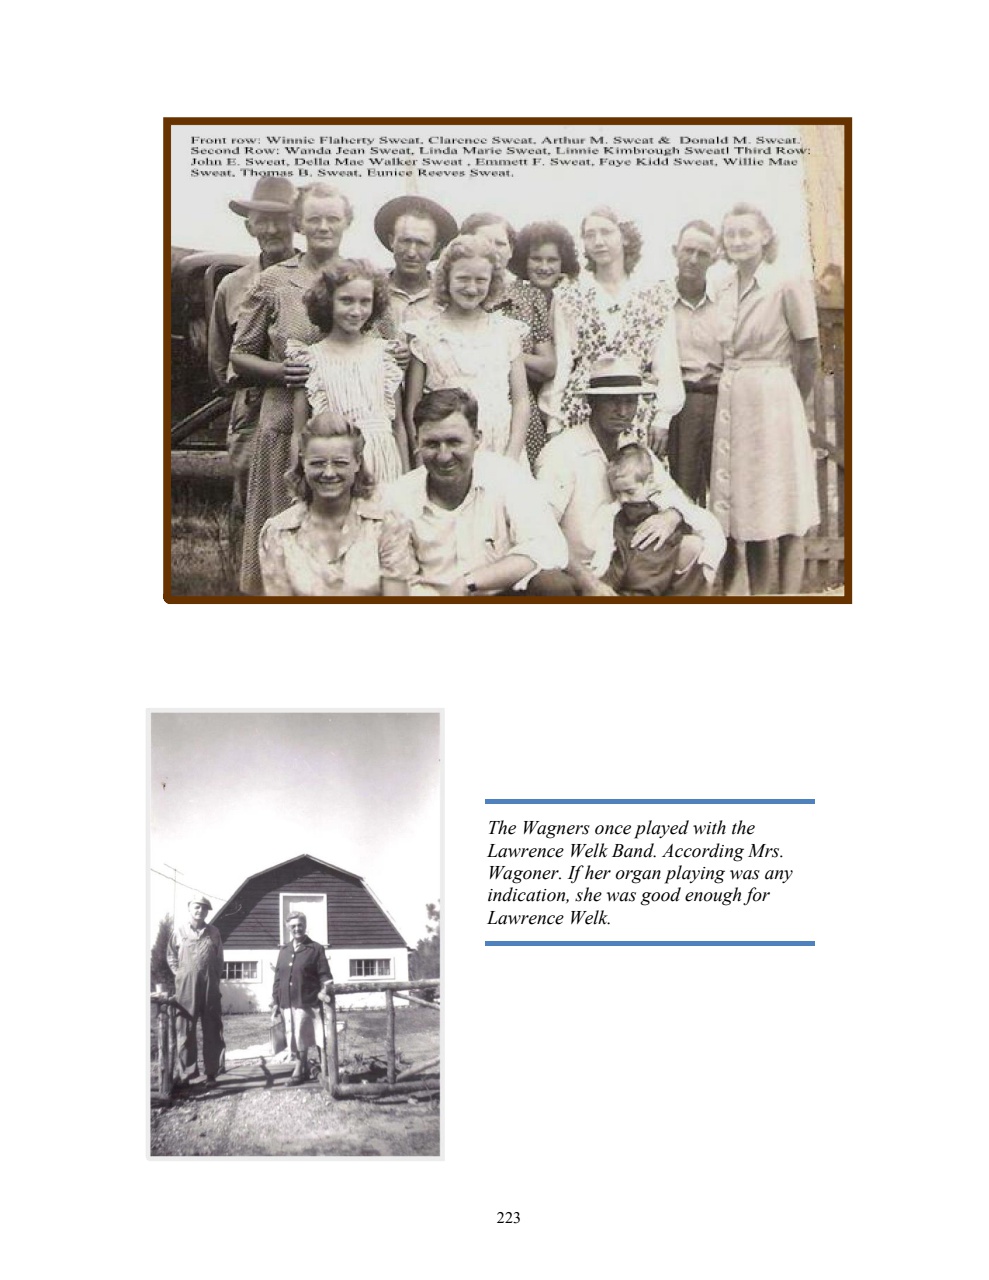 Front row: Winnie Flaherty Sweat, Clarence Sweat, Arthur M. Sweat & Donald M. Sweat.
Second Row: Wanda Jean Sweat, Linda Marie Sweat, Linnie Kimbrough Sweatl Third Row:
John E. Sweat, Della Mae Walker Sweat , Emmett F. Sweat, Faye Kidd Sweat, Willie Mae
Sweat, Thomas B. Sweat, Eunice Reeves Sweat.
The Wagners once played with the
Lawrence Welk Band. According Mrs.
Wagoner. If her organ playing was any
indication, she was good enough for
Lawrence Welk.
223